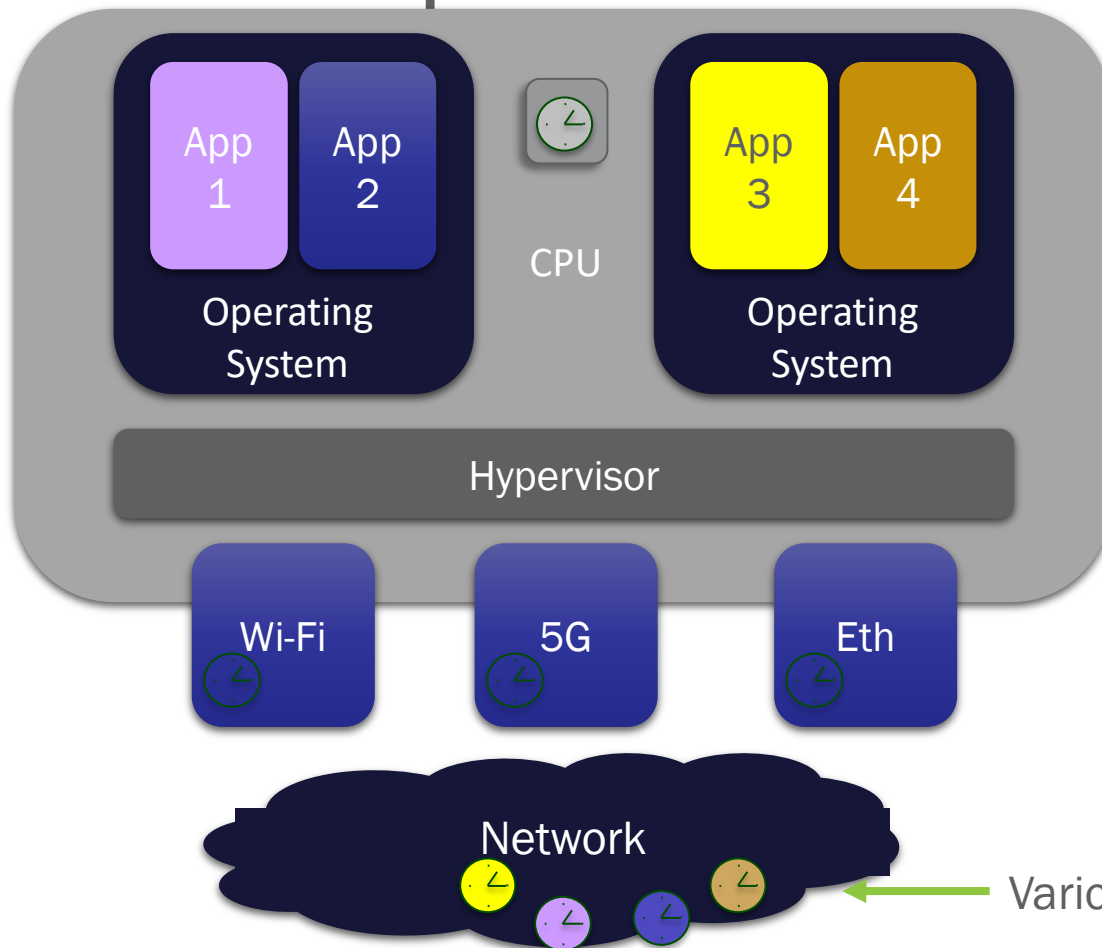 App
1
App
2
App
3
App
4
CPU
Operating
System
Operating
System
Hypervisor
Wi-Fi
5G
Eth
Network